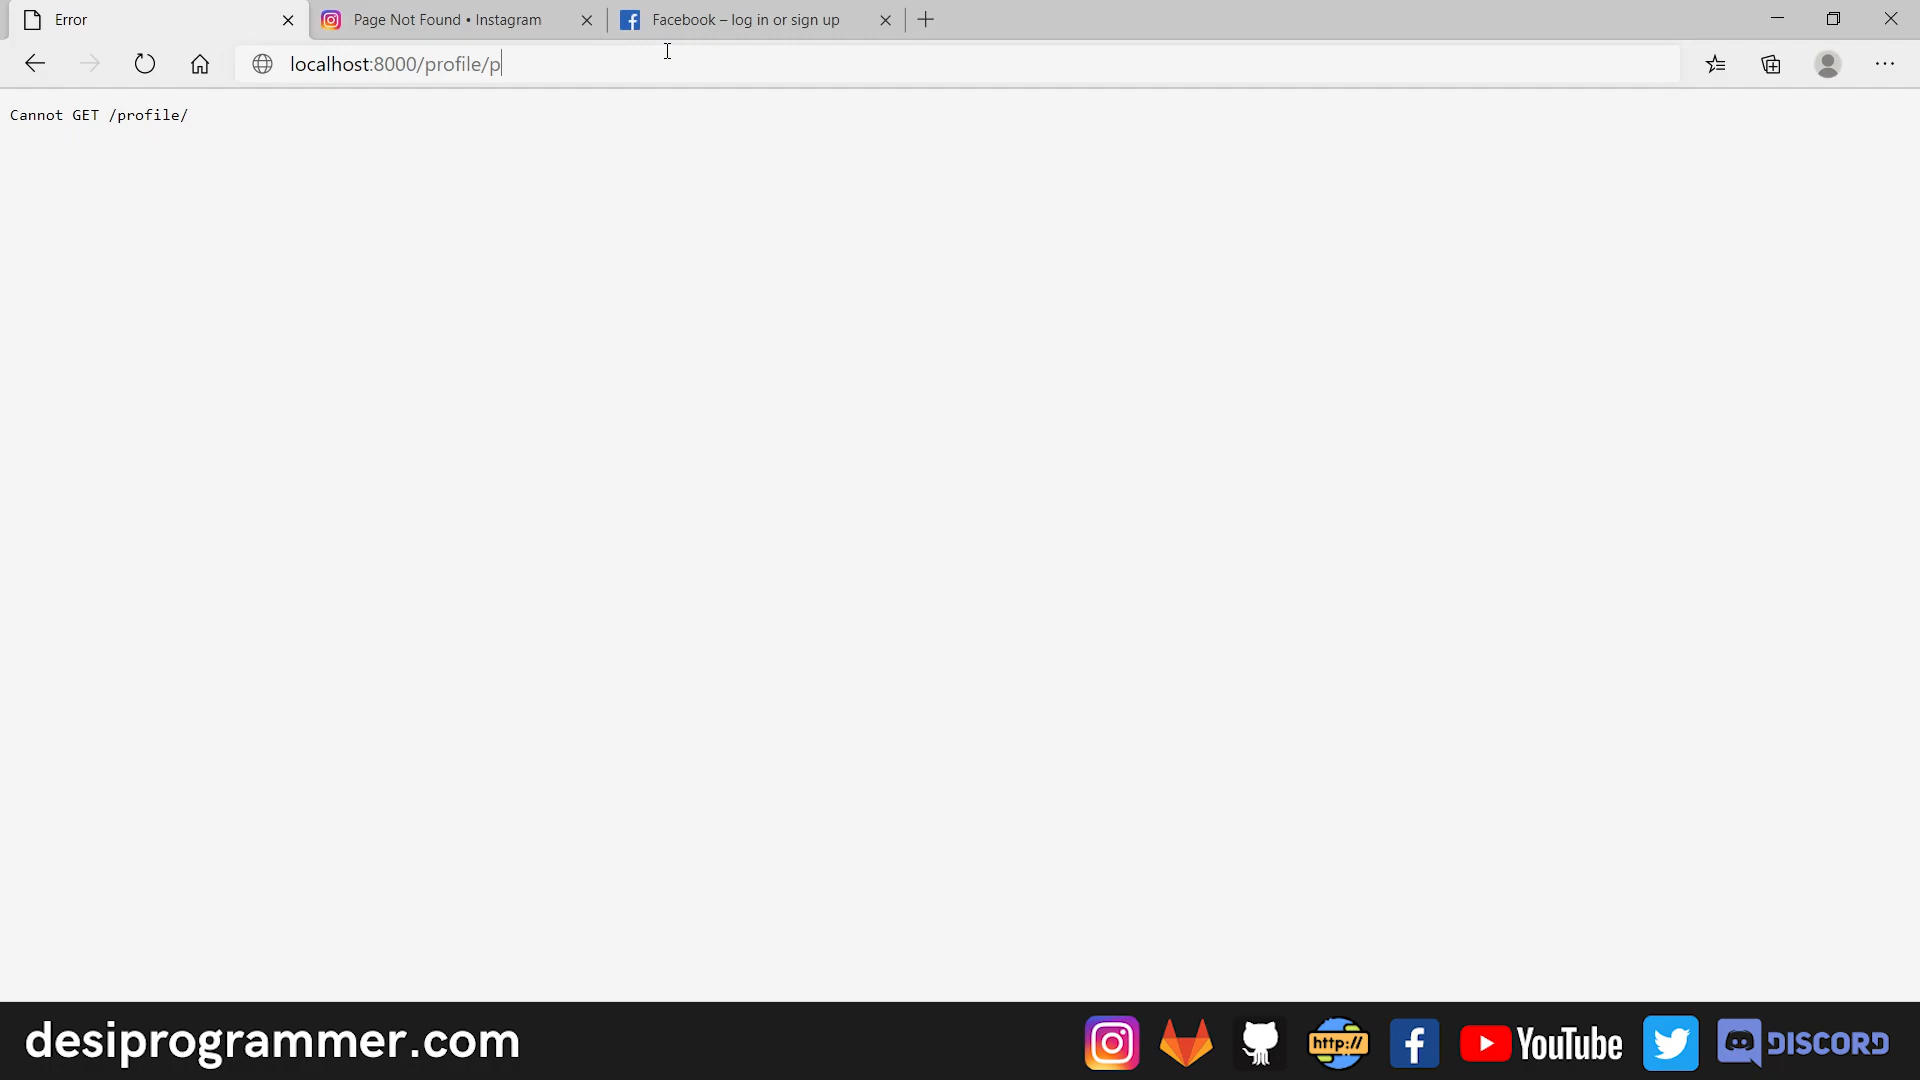 Error
Page Not Found • Instagram
Facebook – log in or sign up
localhost:8000/profile/p
Cannot GET /profile/
desiprogrammer.com
http://
YouTube
DISCORD